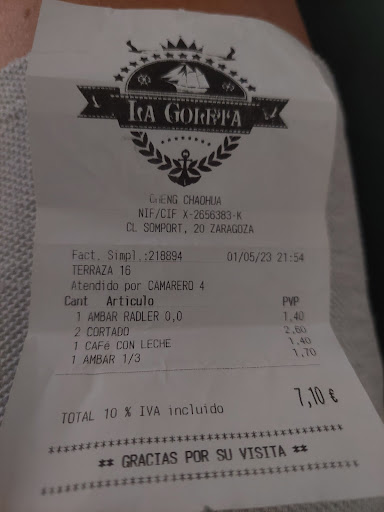 LA GOLETA
CHENG CHAOHUA
NIF/CIF X-2656383-K
CL SOMPORT, 20 ZARAGOZA
Fact. Simpl.:218894 01/05/23 21:54
TERRAZA 16
Atendido por CAMARERO 4
Cant Artículo PVP
1 AMBAR RADLER 0,0 1,40
2 CORTADO 2,60
1 CAFé CON LECHE 1,40
1 AMBAR 1/3 1,70
7,10 €
TOTAL 10 % IVA incluido
** GRACIAS POR SU VISITA **